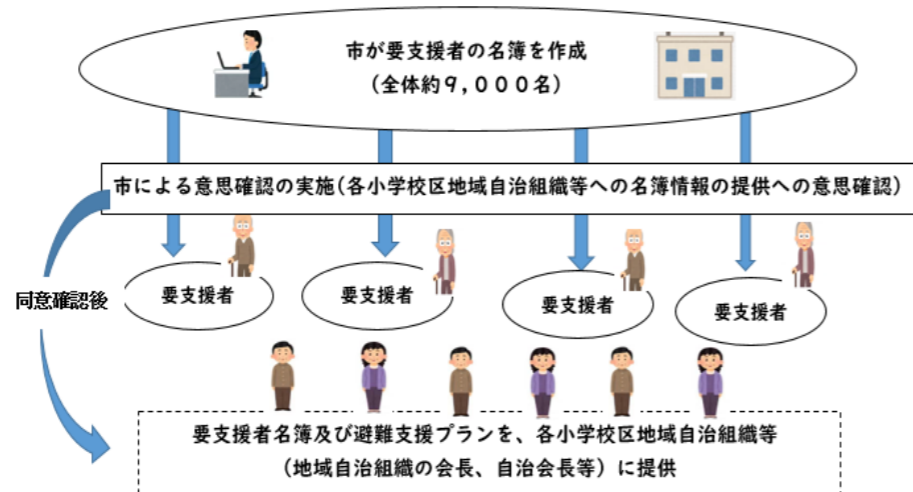 市が要支援者の名簿を作成
(全体約９,０００名)
市による意思確認の実施(各小学校区地域自治組織等への名簿情報の提供への意思確認)
同意確認後
要支援者
要支援者
要支援者
要支援者
要支援者名簿及び避難支援プランを、各小学校区地域自治組織等
(地域自治組織の会長、自治会長等)に提供